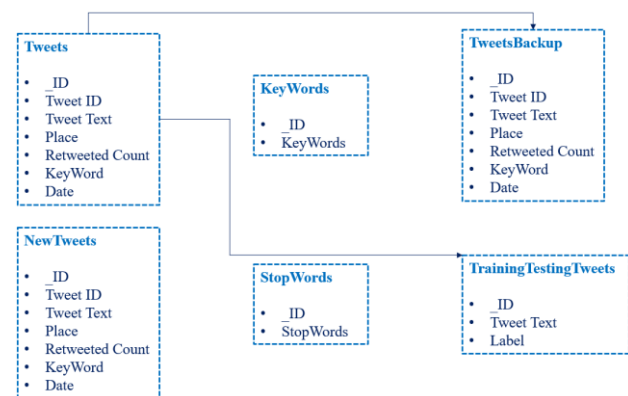 Tweets
• _ID
• Tweet ID
• Tweet Text
• Place
• Retweeted Count
• KeyWord
• Date
KeyWords
• _ID
• KeyWords
TweetsBackup
• _ID
• Tweet ID
• Tweet Text
• Place
• Retweeted Count
• KeyWord
• Date
NewTweets
• _ID
• Tweet ID
• Tweet Text
• Place
• Retweeted Count
• KeyWord
• Date
StopWords
• _ID
• StopWords
TrainingTestingTweets
• _ID
• Tweet Text
• Label